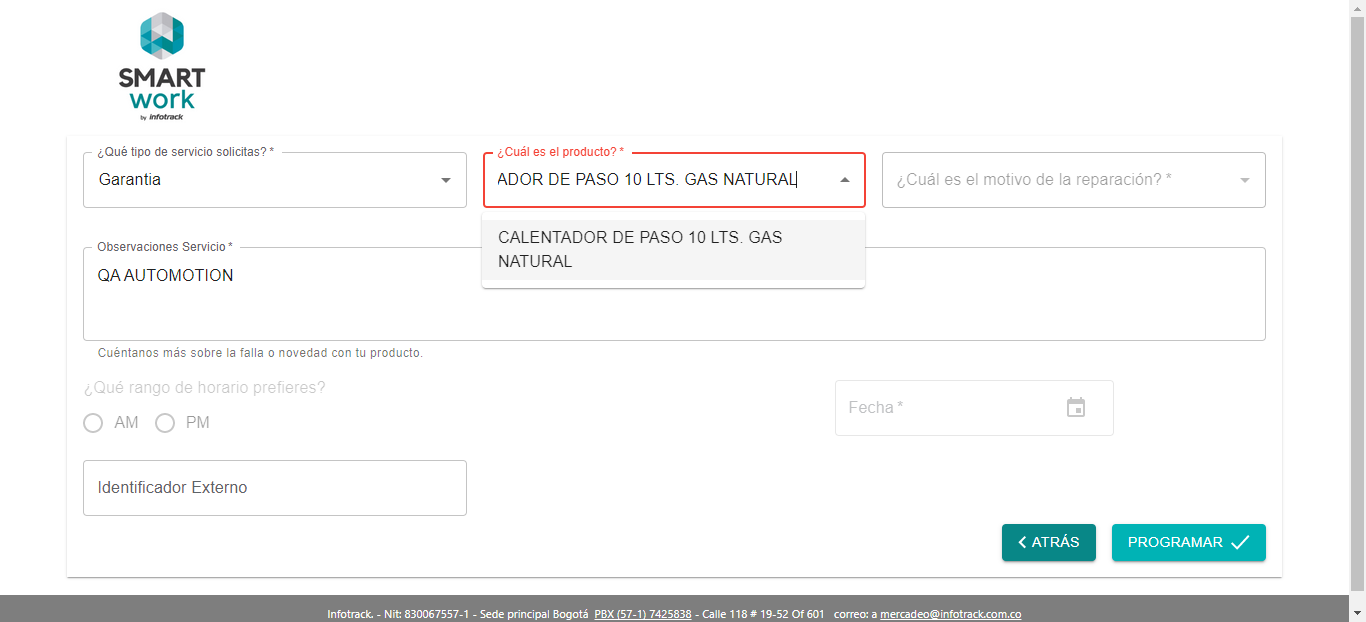 SMART
work
by infotrack
¿Qué tipo de servicio solicitas? *
Garantia
¿Cuál es el producto? *
ADOR DE PASO 10 LTS. GAS NATURAL
¿Cuál es el motivo de la reparación? *
CALENTADOR DE PASO 10 LTS. GAS
NATURAL
Observaciones Servicio *
QA AUTOMOTION
Cuéntanos más sobre la falla o novedad con tu producto.
¿Qué rango de horario prefieres?
AM PM
Fecha *
Identificador Externo
ATRÁS
PROGRAMAR
Infotrack. - Nit: 830067557-1 - Sede principal Bogotá PBX (57-1) 7425838 - Calle 118 # 19-52 Of 601 correo: a mercadeo@infotrack.com.co